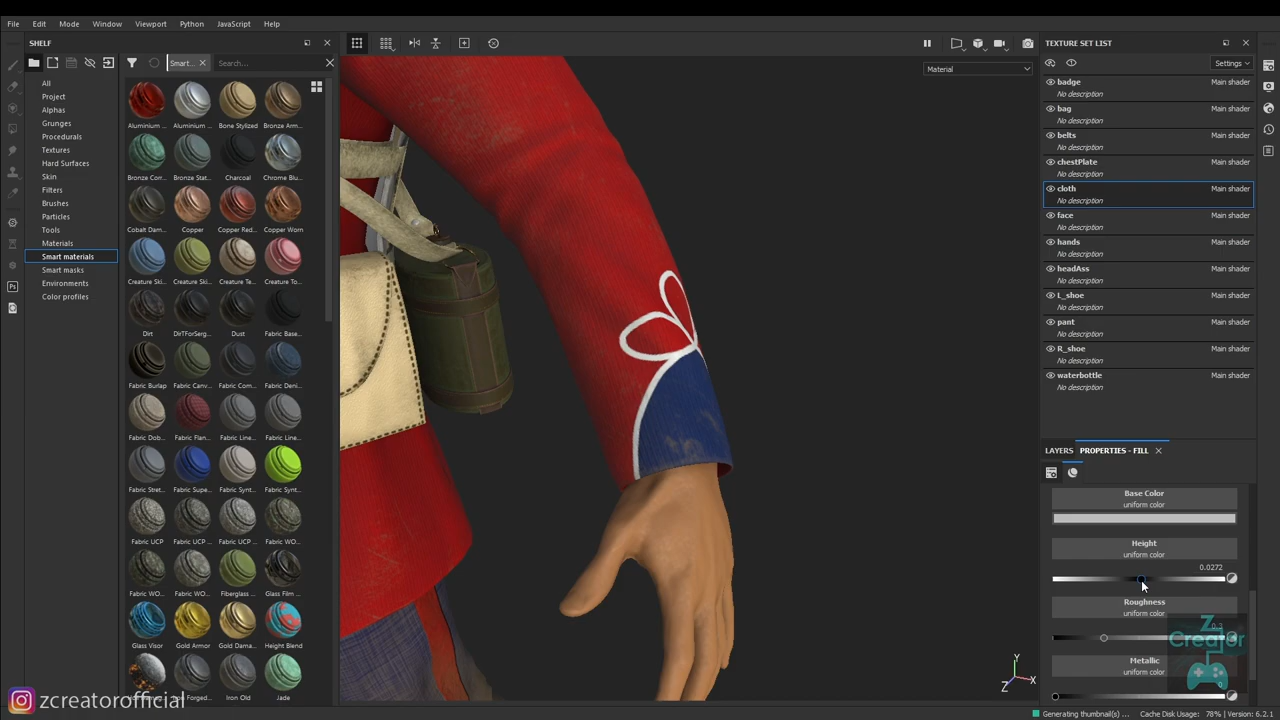 File Edit Mode Window Viewport Python JavaScript Help
SHELF
Smart...
Search...
All
Project
Alphas
Grunges
Procedurals
Textures
Hard Surfaces
Skin
Filters
Brushes
Particles
Tools
Materials
Smart materials
Smart masks
Environments
Color profiles
Aluminium ... Aluminium ... Bone Stylized Bronze Arm...
Bronze Cor... Bronze Stat... Charcoal Chrome Blu...
Cobalt Dam... Copper Copper Red... Copper Worn
Creature Ski... Creature Ski... Creature Te... Creature To...
Dirt DirTForSerg... Dust Fabric Base...
Fabric Burlap Fabric Canv... Fabric Com... Fabric Deni...
Fabric Dob... Fabric Flan... Fabric Line... Fabric Line...
Fabric Stret... Fabric Supe... Fabric Synt... Fabric Synt...
Fabric UCP Fabric UCP ... Fabric UCP ... Fabric WO...
Fabric WO... Fabric WO... Fiberglass ... Glass Film ...
Glass Visor Gold Armor Gold Dama... Height Blend
Iron Old Jade
Ps
Material
Y
Z X
TEXTURE SET LIST
Settings
badge Main shader
No description
bag Main shader
No description
belts Main shader
No description
chestPlate Main shader
No description
cloth Main shader
No description
face Main shader
No description
hands Main shader
No description
headAss Main shader
No description
L_shoe Main shader
No description
pant Main shader
No description
R_shoe Main shader
No description
waterbottle Main shader
No description
LAYERS PROPERTIES - FILL
Base Color
uniform color
Height
uniform color
0.0272
Roughness
uniform color
Metallic
uniform color
Z
Creator
zcreatorofficial
Generating thumbnail(s) ... Cache Disk Usage: 78% | Version: 6.2.1